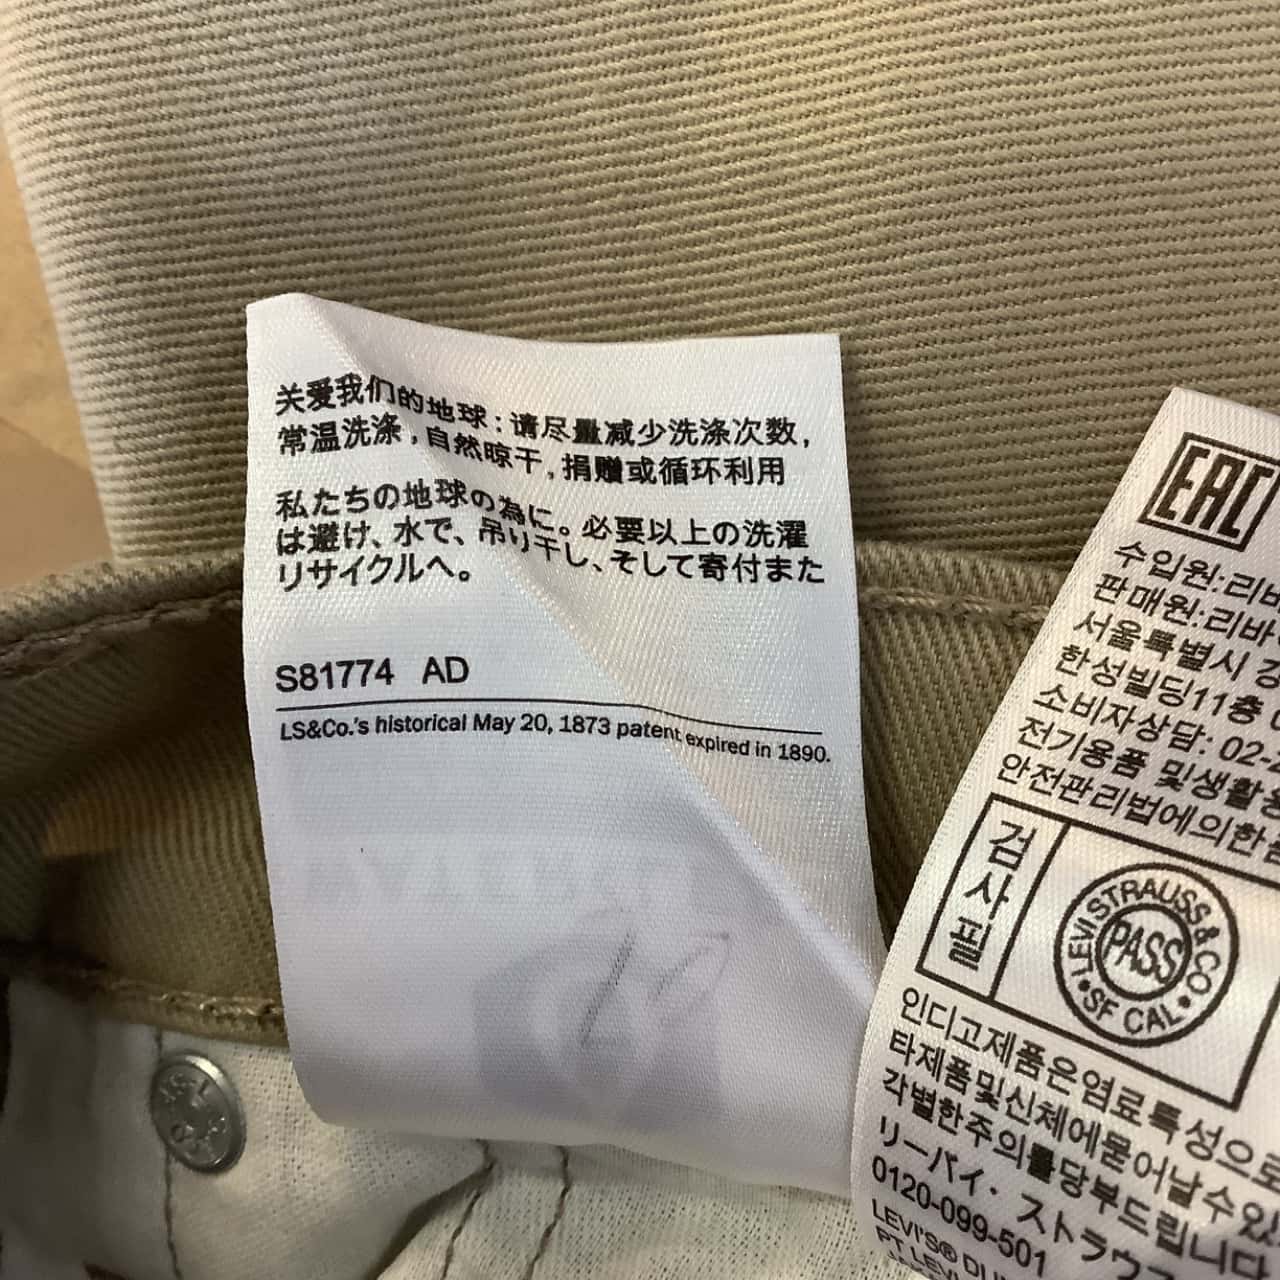 关爱我们的地球：请尽量减少洗涤次数，
常温洗涤，自然晾干，捐赠或循环利用
私たちの地球の為に。必要以上の洗濯
は避け、水で、吊り干し、そして寄付また
リサイクルへ。
S81774 AD
LS&Co.'s historical May 20, 1873 patent expired in 1890.
EAC
수입원:리바
판매원:리바
서울특별시 강
한성빌딩11층
소비자상담: 02-2
전기용품 및생활용
안전관리법에의한
검사필
LEVI STRAUSS & CO
PASS
SF CAL
인디고제품은염료특성으로
타제품및신체에묻어날수있
각별한주의를당부드립니다
リーバイ・ストラウ
0120-099-501
LEVI'S®
PT LEVI